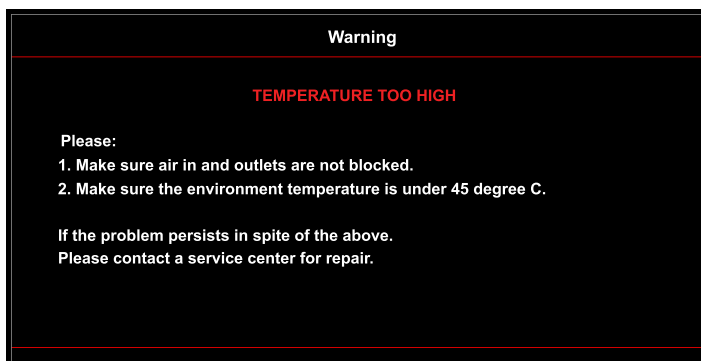 Warning
TEMPERATURE TOO HIGH
Please:
1. Make sure air in and outlets are not blocked.
2. Make sure the environment temperature is under 45 degree C.
If the problem persists in spite of the above.
Please contact a service center for repair.